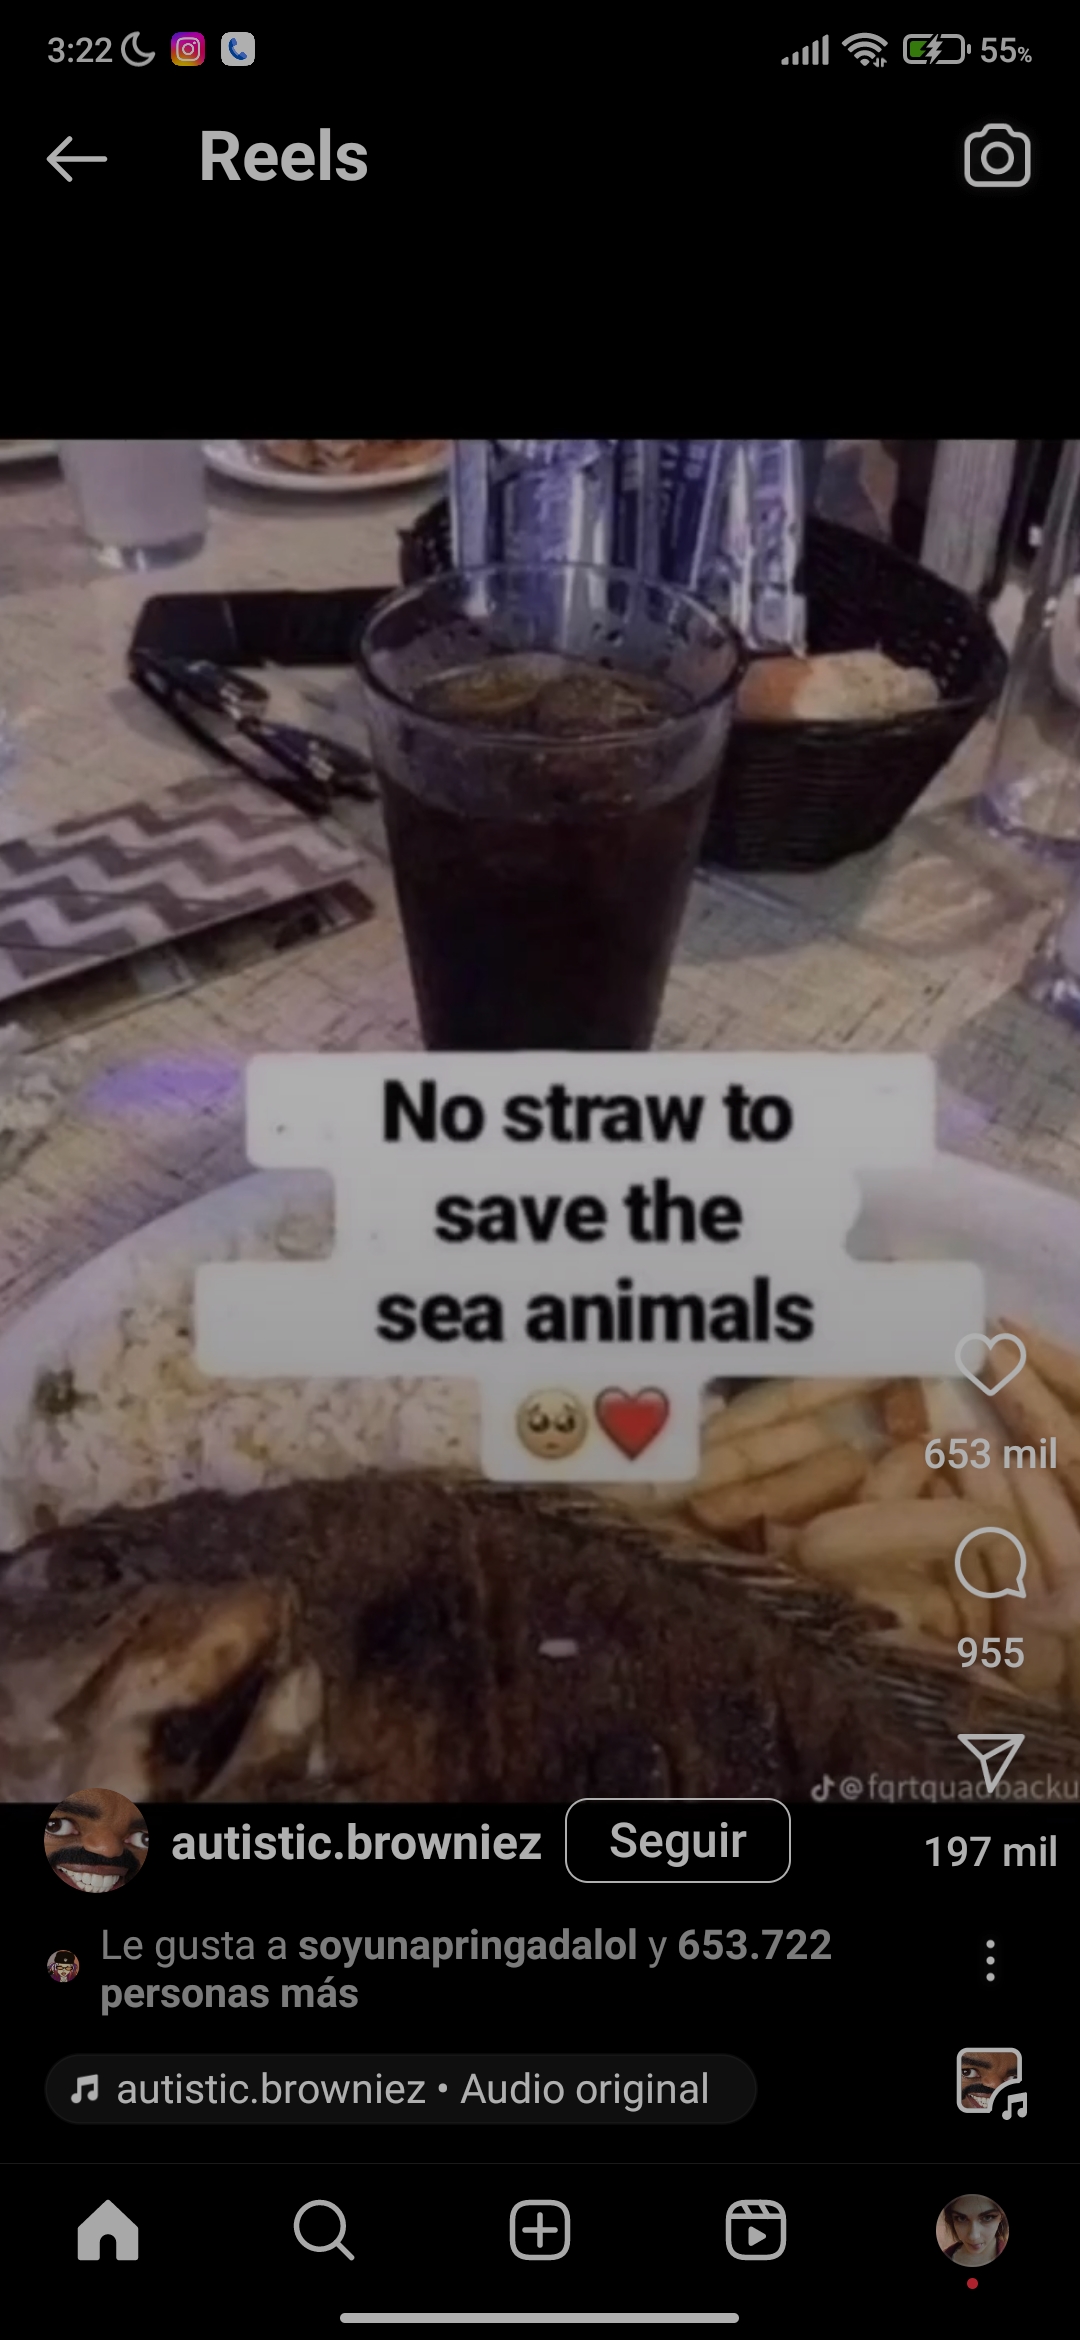 3:22
55%
Reels
No straw to
save the
sea animals
🥺❤️
653 mil
955
@fqrtquadbacku
autistic.browniez
Seguir
197 mil
Le gusta a soyunapringadalol y 653.722
personas más
autistic.browniez • Audio original